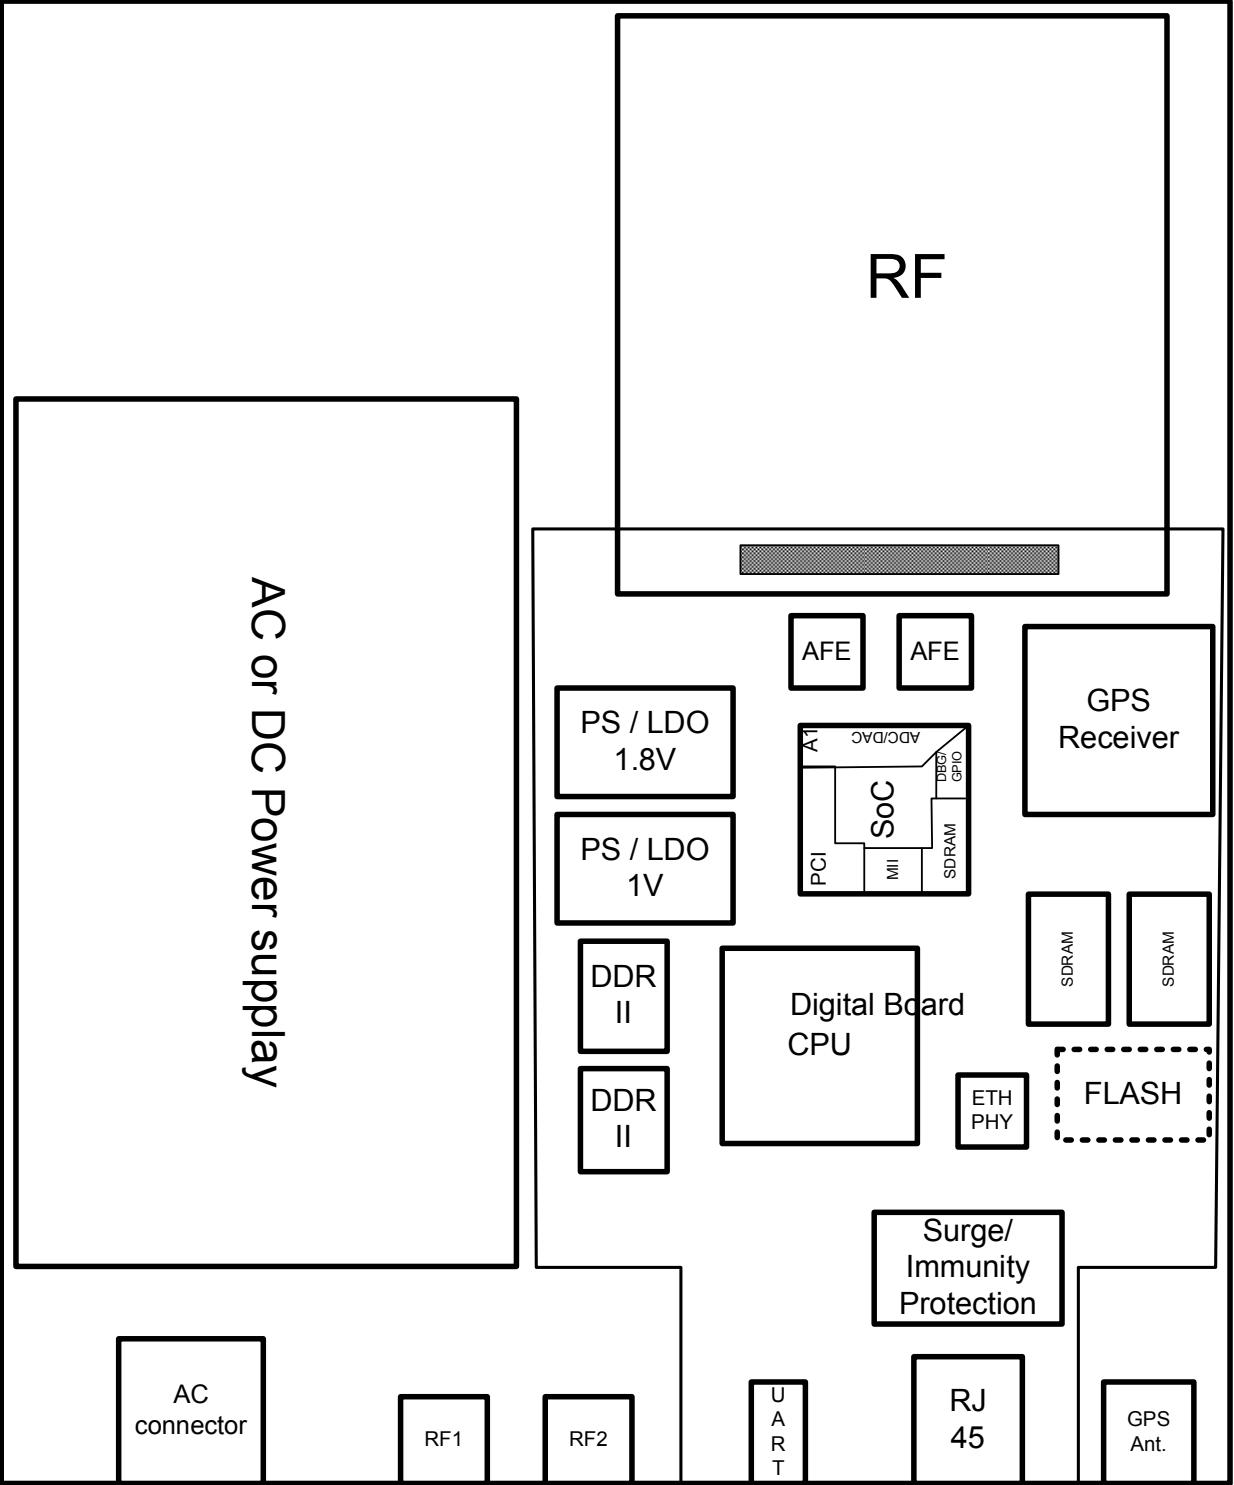 RF
AC or DC Power supplay
AFE
AFE
GPS
Receiver
PS / LDO
1.8V
A1
ADC/DAC
DBG/
GPIO
SoC
PCI
MII
SDRAM
PS / LDO
1V
SDRAM
SDRAM
DDR
II
Digital Board
CPU
DDR
II
ETH
PHY
FLASH
Surge/
Immunity
Protection
AC
connector
RF1
RF2
U
A
R
T
RJ
45
GPS
Ant.